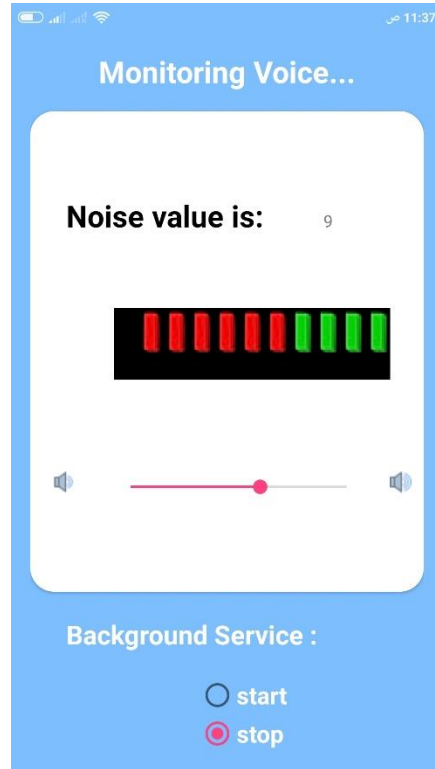 11:37 ص
Monitoring Voice...
Noise value is: 9
Background Service :
start
stop